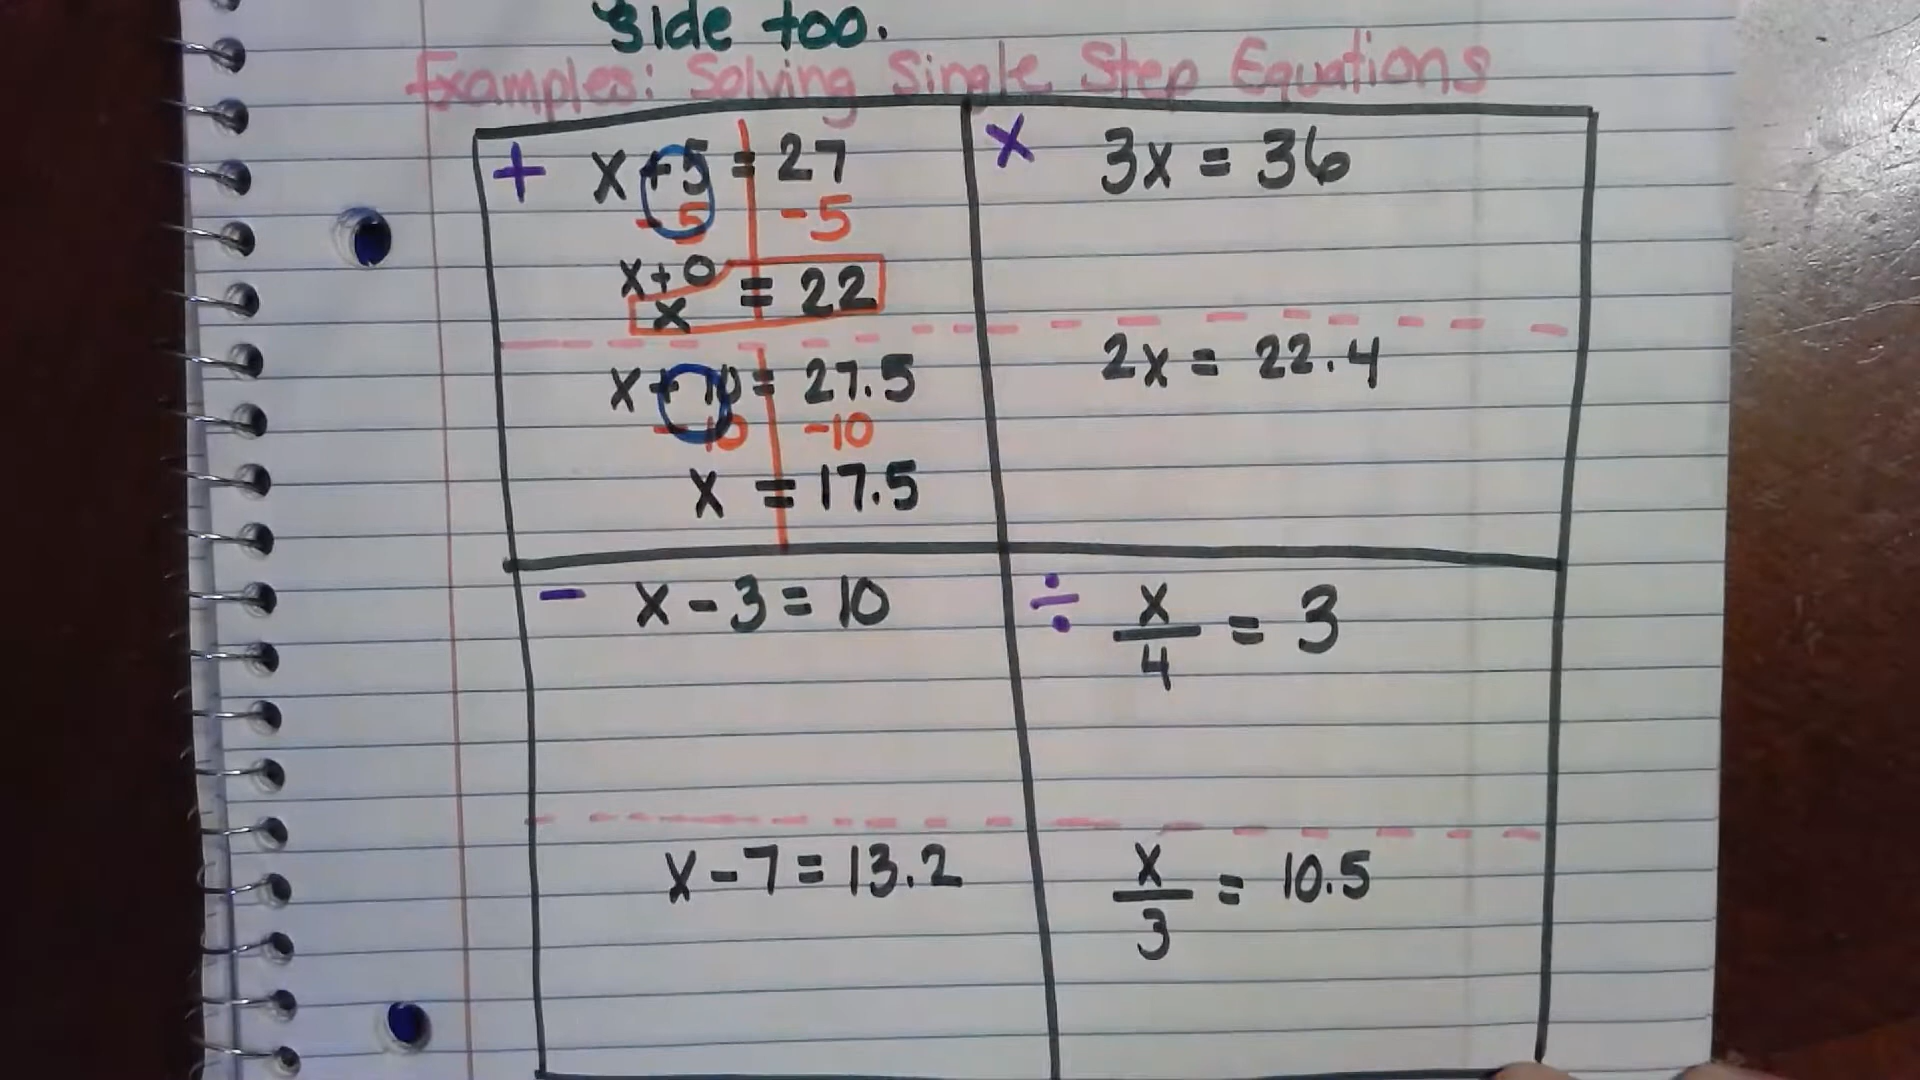 side too.
Examples: Solving Single Step Equations
+ x + 5 = 27
- 5 - 5
x + 0
x = 22
x + 10 = 27.5
- 10 - 10
x = 17.5
× 3x = 36
2x = 22.4
- x - 3 = 10
x - 7 = 13.2
÷ x/4 = 3
x/3 = 10.5